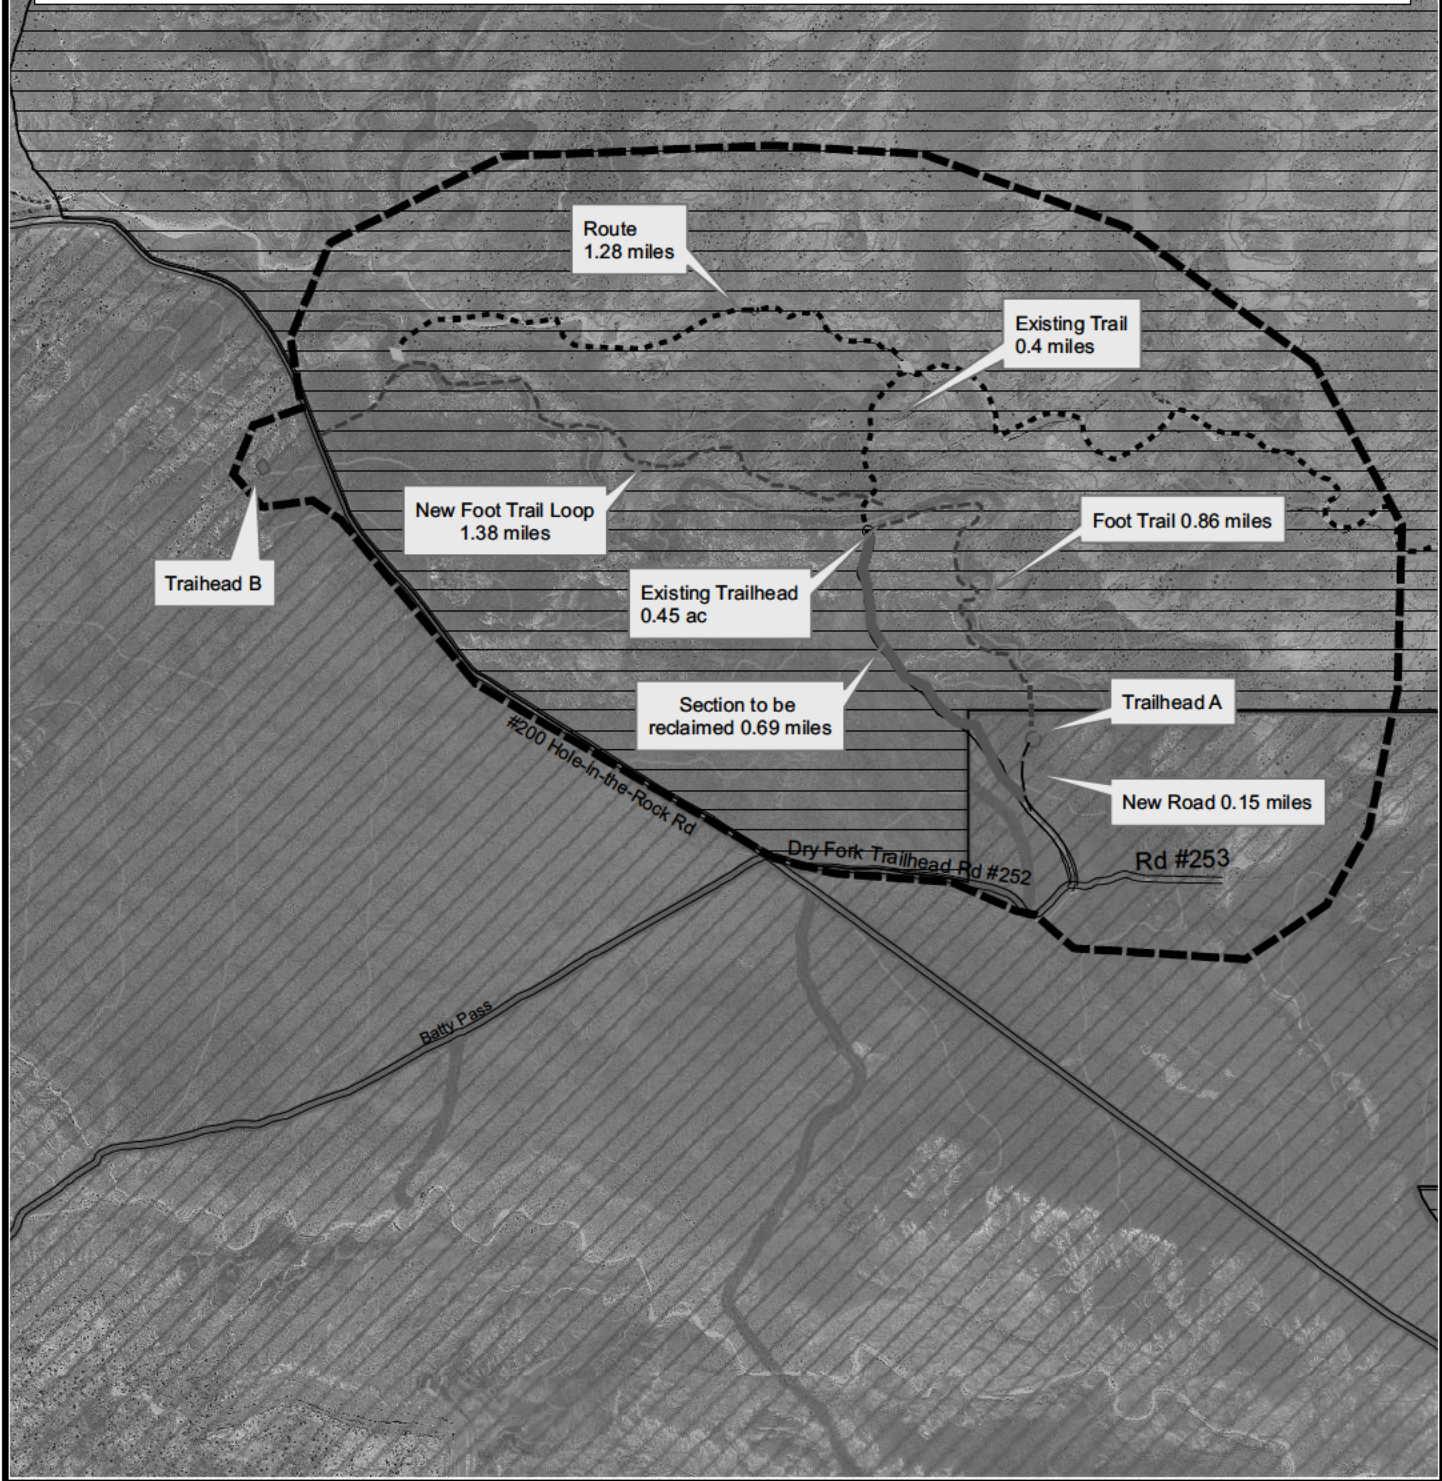 Route
1.28 miles
Existing Trail
0.4 miles
New Foot Trail Loop
1.38 miles
Foot Trail 0.86 miles
Traihead B
Existing Trailhead
0.45 ac
Section to be
reclaimed 0.69 miles
Trailhead A
#200 Hole-in-the-Rock Rd
New Road 0.15 miles
Dry Fork Trailhead Rd #252
Rd #253
Batty Pass